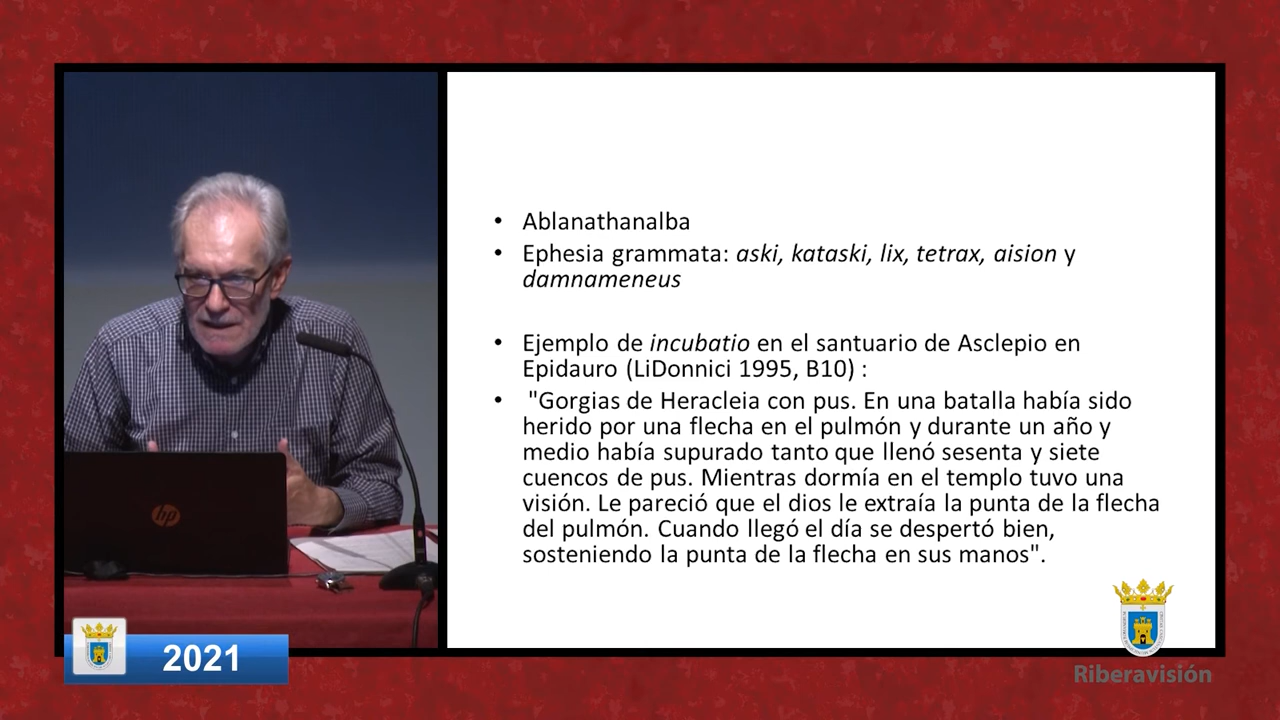 • Ablanathanalba
• Ephesia grammata: aski, kataski, lix, tetrax, aision y
damnameneus
• Ejemplo de incubatio en el santuario de Asclepio en
Epidauro (LiDonnici 1995, B10) :
• "Gorgias de Heracleia con pus. En una batalla había sido
herido por una flecha en el pulmón y durante un año y
medio había supurado tanto que llenó sesenta y siete
cuencos de pus. Mientras dormía en el templo tuvo una
visión. Le pareció que el dios le extraía la punta de la flecha
del pulmón. Cuando llegó el día se despertó bien,
sosteniendo la punta de la flecha en sus manos".
hp
2021
Riberavisión